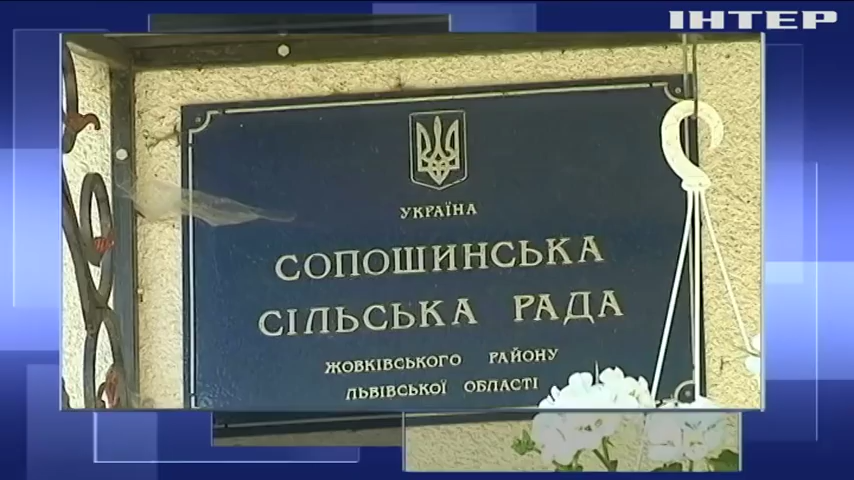 ІНТЕР
УКРАЇНА
СОПОШИНСЬКА
СІЛЬСЬКА РАДА
ЖОВКІВСЬКОГО РАЙОНУ
ЛЬВІВСЬКОЇ ОБЛАСТІ